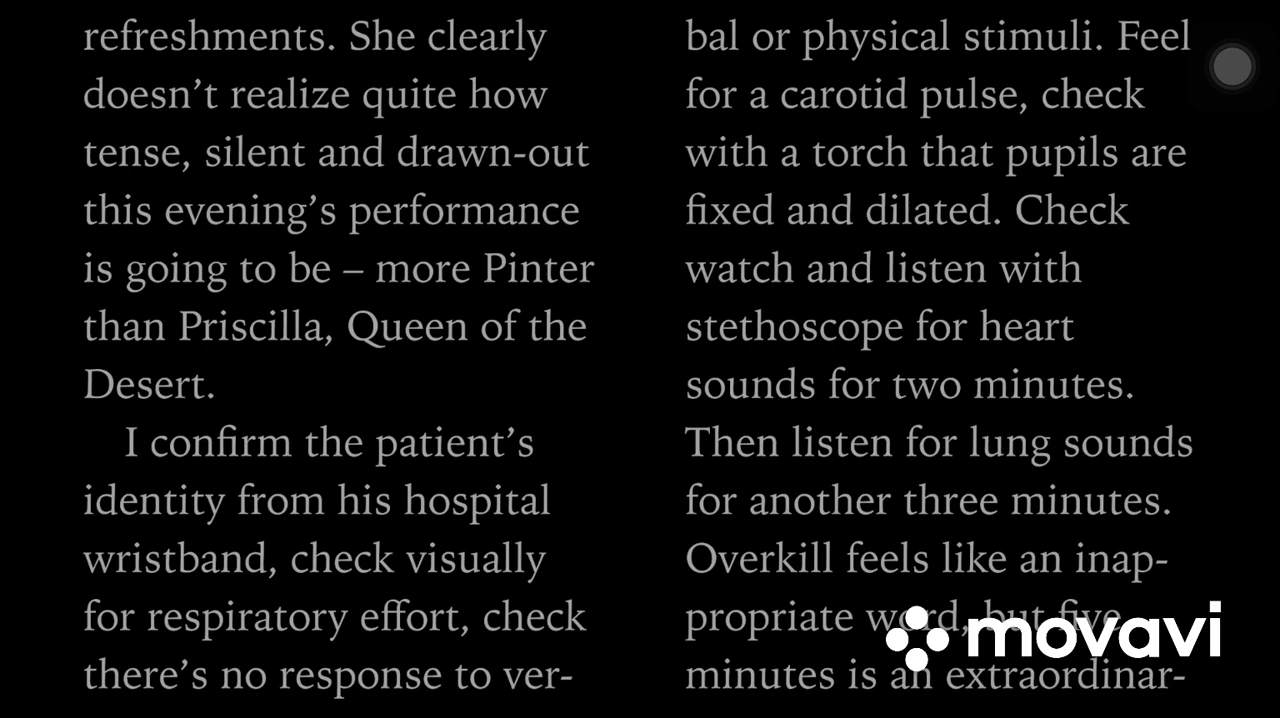 refreshments. She clearly
doesn’t realize quite how
tense, silent and drawn-out
this evening’s performance
is going to be – more Pinter
than Priscilla, Queen of the
Desert.
I confirm the patient’s
identity from his hospital
wristband, check visually
for respiratory effort, check
there’s no response to ver-
bal or physical stimuli. Feel
for a carotid pulse, check
with a torch that pupils are
fixed and dilated. Check
watch and listen with
stethoscope for heart
sounds for two minutes.
Then listen for lung sounds
for another three minutes.
Overkill feels like an inap-
propriate word, but five
minutes is an extraordinar-
movavi